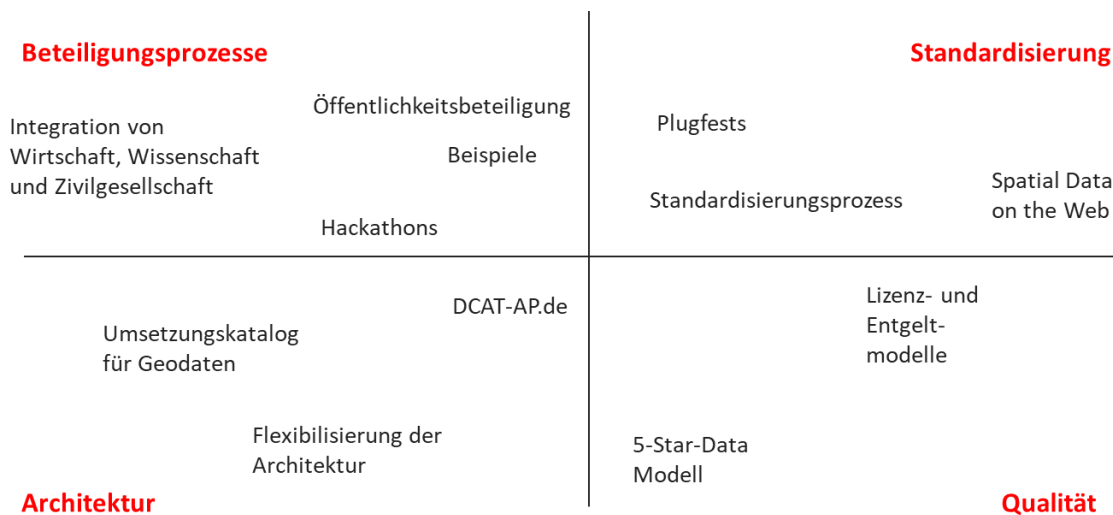 Beteiligungsprozesse
Öffentlichkeitsbeteiligung
Integration von
Wirtschaft, Wissenschaft
und Zivilgesellschaft
Beispiele
Hackathons
Standardisierung
Plugfests
Standardisierungsprozess
Spatial Data
on the Web
DCAT-AP.de
Umsetzungskatalog
für Geodaten
Flexibilisierung der
Architektur
Architektur
Lizenz- und
Entgelt-
modelle
5-Star-Data
Modell
Qualität